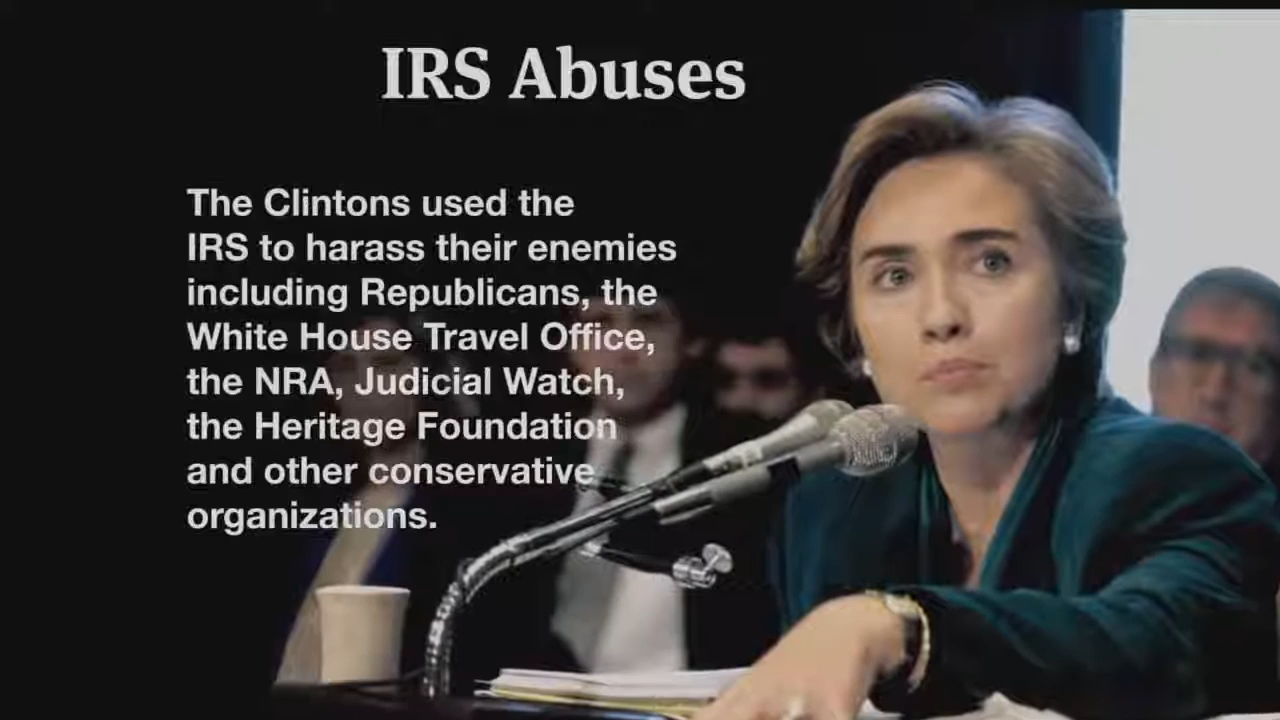 IRS Abuses
The Clintons used the
IRS to harass their enemies
including Republicans, the
White House Travel Office,
the NRA, Judicial Watch,
the Heritage Foundation
and other conservative
organizations.